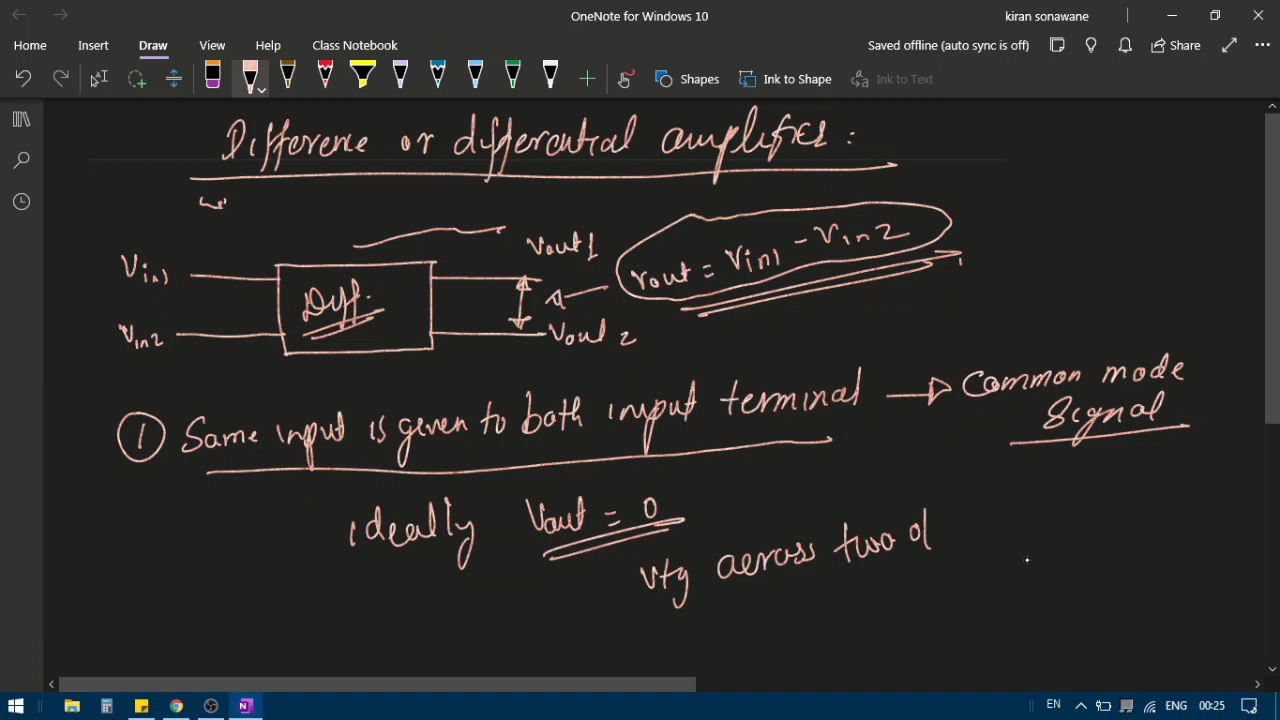 OneNote for Windows 10
kiran sonawane
Home Insert Draw View Help Class Notebook
Saved offline (auto sync is off) Share
Shapes Ink to Shape Ink to Text
Difference or differential amplifier :
Vin1
Vin2
Diff.
Vout1
Vout 2
Vout = Vin1 - Vin2
1 Same input is given to both input terminal → Common mode
Signal
ideally Vout = 0
Vtg across two o
EN ENG 00:25